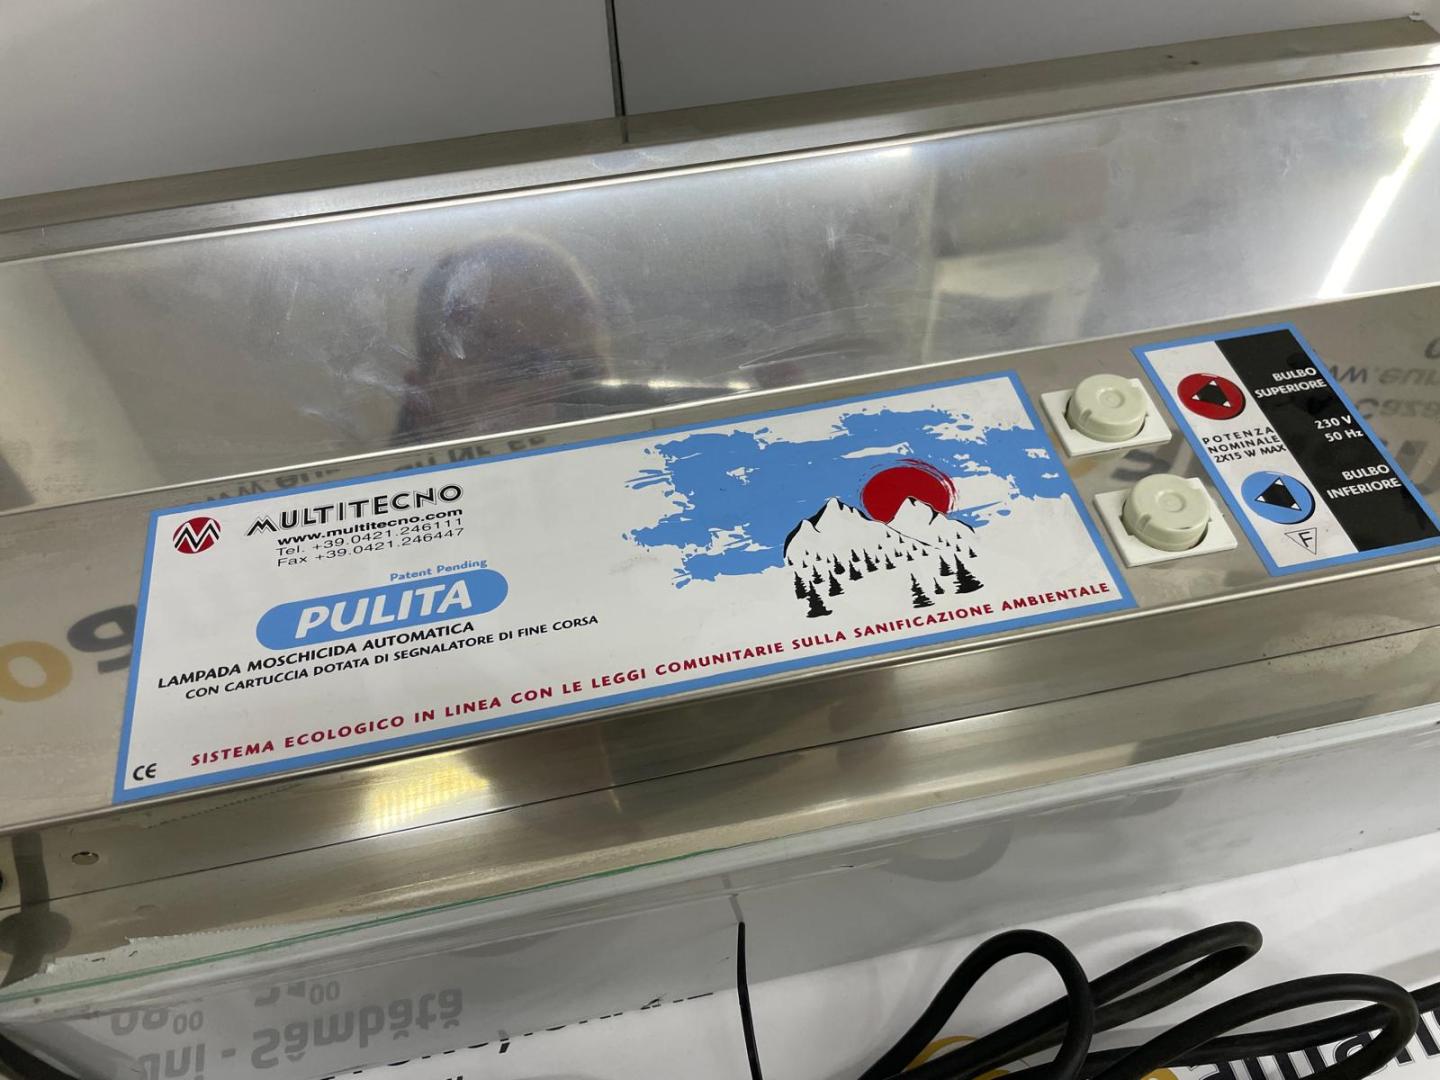 MULTITECNO
www.multitecno.com
Tel. +39.0421.246111
Fax +39.0421.246447
Patent Pending
PULITA
LAMPADA MOSCHICIDA AUTOMATICA
CON CARTUCCIA DOTATA DI SEGNALATORE DI FINE CORSA
SISTEMA ECOLOGICO IN LINEA CON LE LEGGI COMUNITARIE SULLA SANIFICAZIONE AMBIENTALE
CE
BULBO
SUPERIORE
POTENZA
NOMINALE
2X15 W MAX
230 V
50 Hz
BULBO
INFERIORE
F